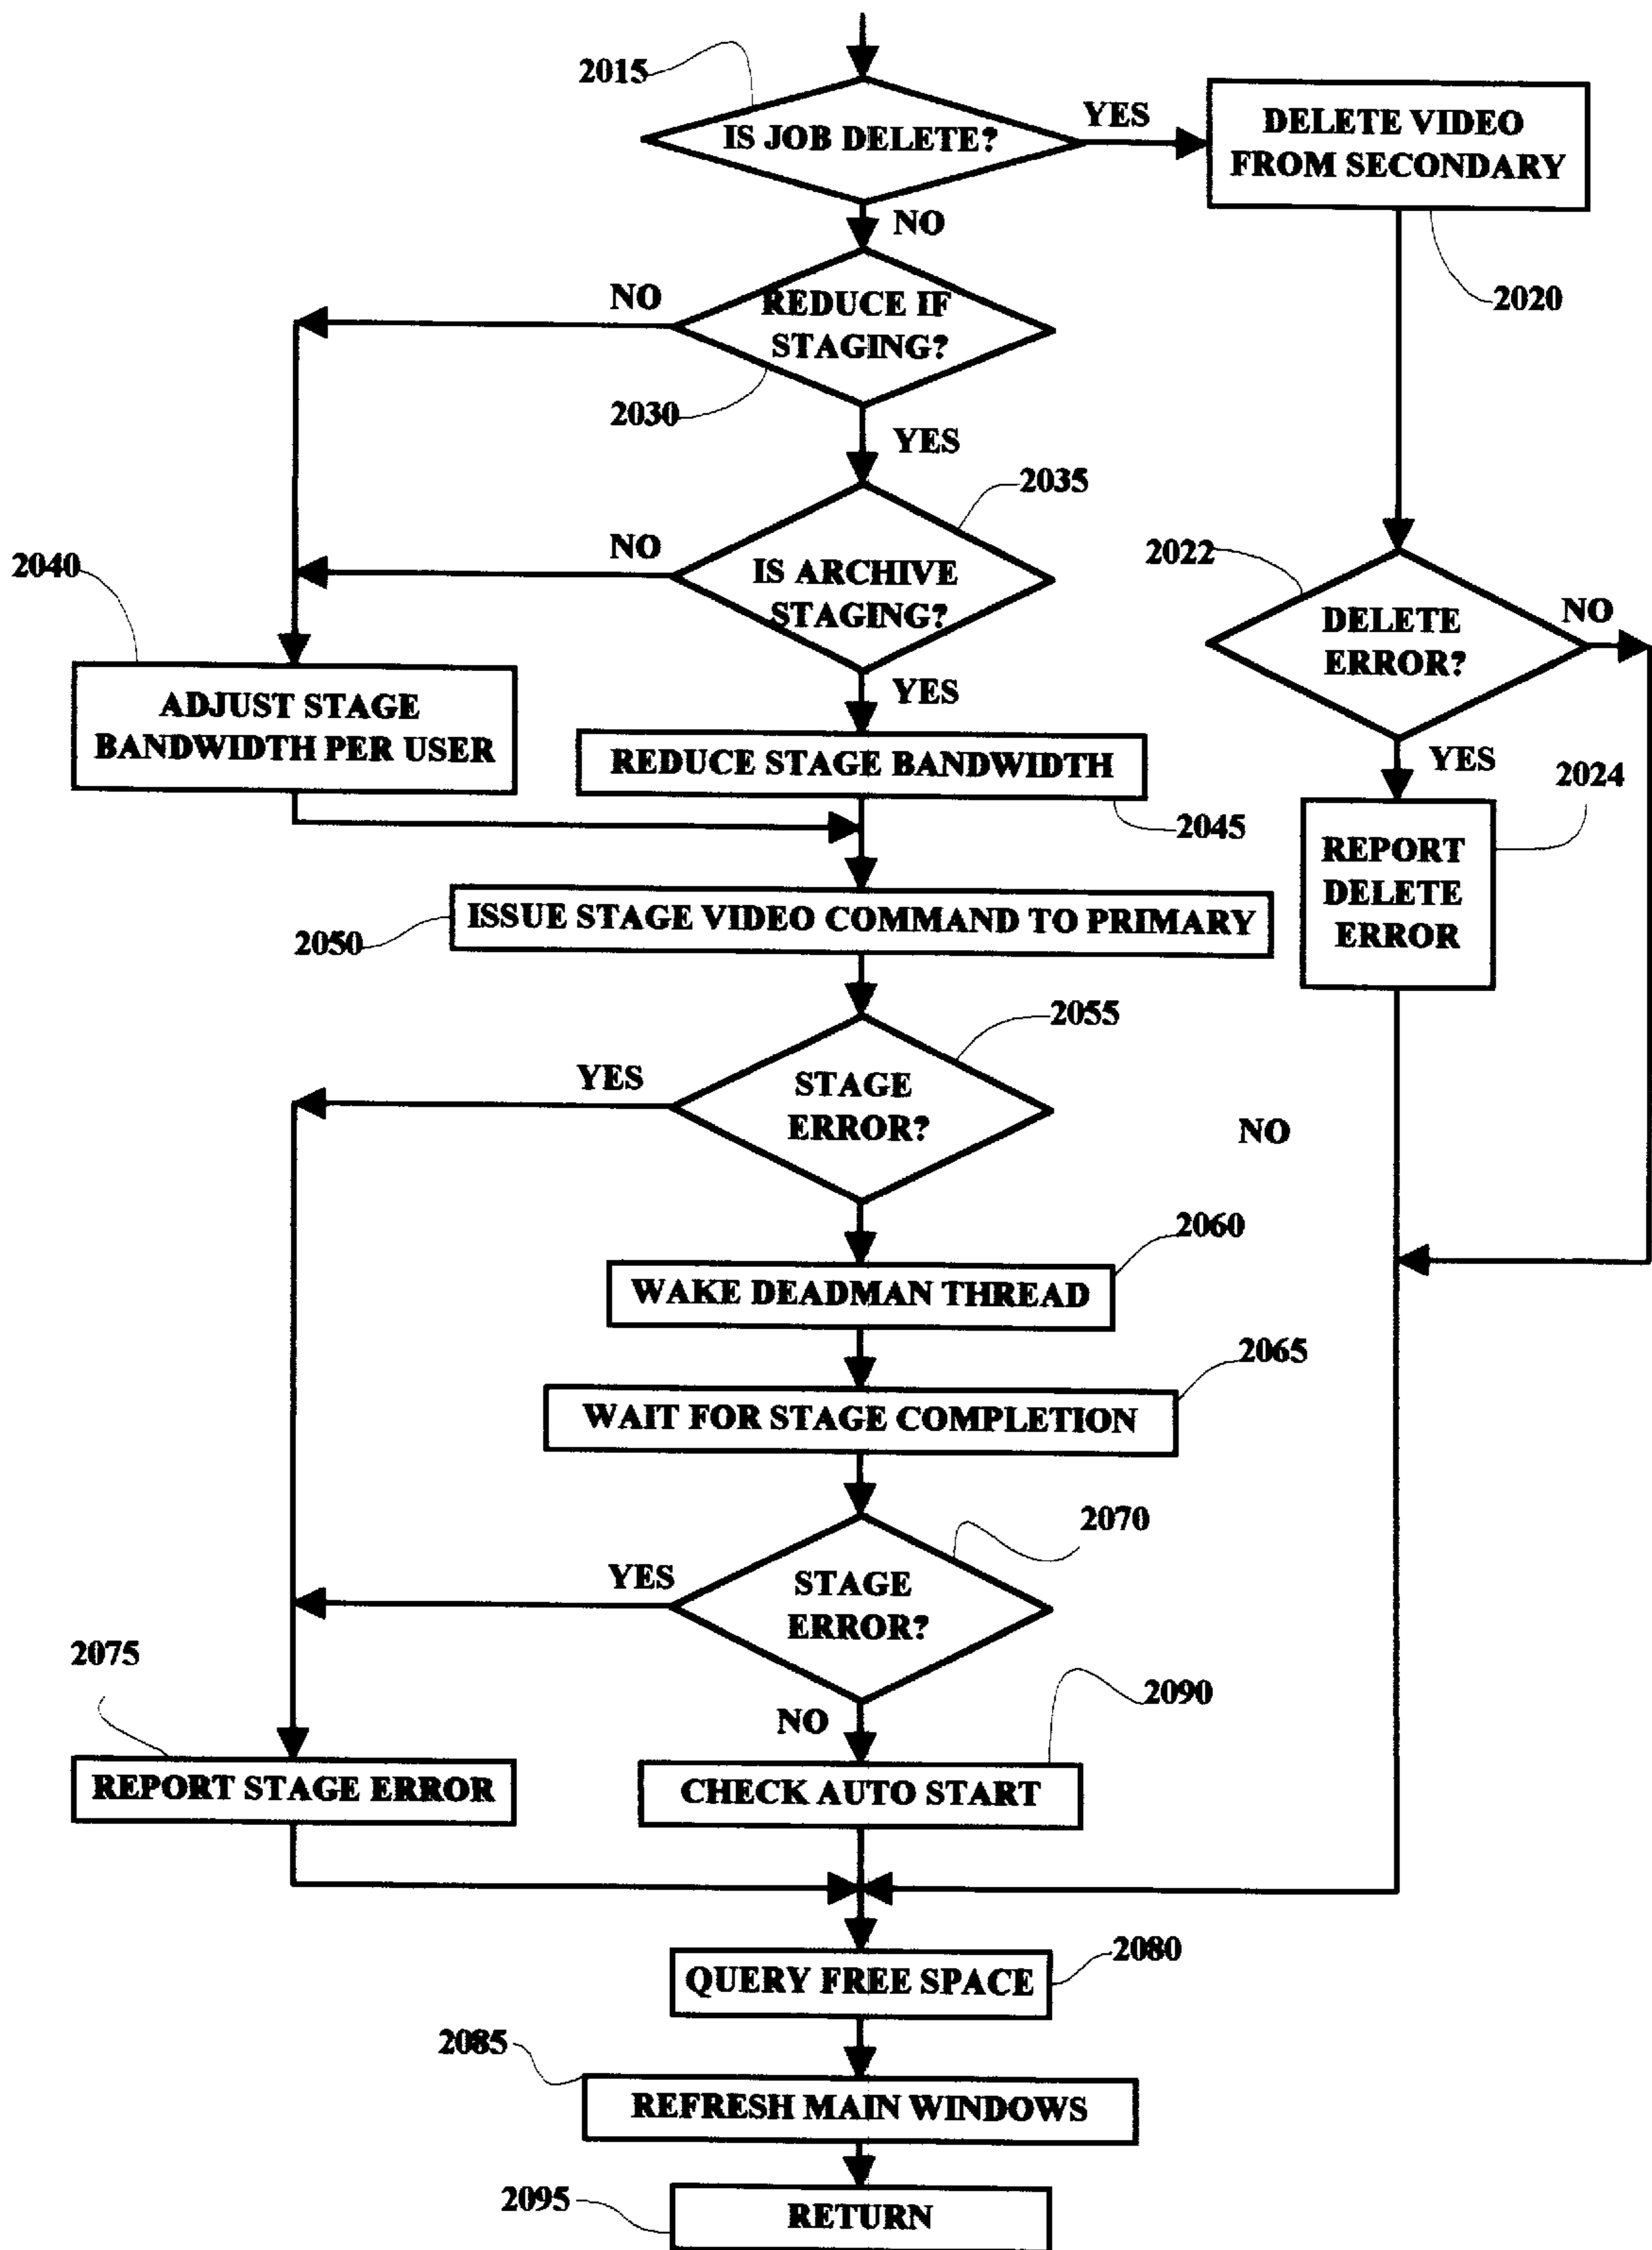 2015
IS JOB DELETE?
YES
DELETE VIDEO
FROM SECONDARY
2020
NO
REDUCE IF
STAGING?
NO
2030
YES
2035
IS ARCHIVE
STAGING?
NO
2040
ADJUST STAGE
BANDWIDTH PER USER
YES
REDUCE STAGE BANDWIDTH
2045
2022
DELETE
ERROR?
NO
YES
2024
REPORT
DELETE
ERROR
ISSUE STAGE VIDEO COMMAND TO PRIMARY
2050
2055
STAGE
ERROR?
YES
NO
2060
WAKE DEADMAN THREAD
2065
WAIT FOR STAGE COMPLETION
2070
STAGE
ERROR?
YES
2075
REPORT STAGE ERROR
NO
2090
CHECK AUTO START
2080
QUERY FREE SPACE
2085
REFRESH MAIN WINDOWS
2095
RETURN